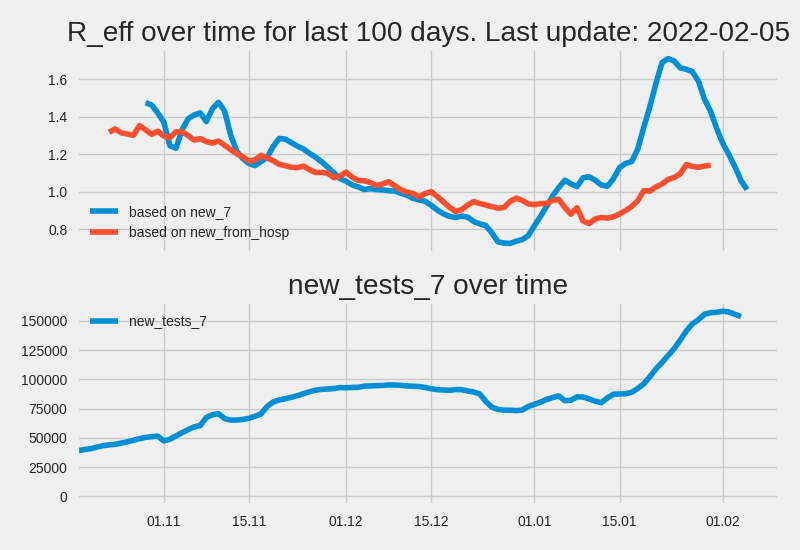 R_eff over time for last 100 days. Last update: 2022-02-05
1.6
1.4
1.2
1.0
0.8
based on new_7
based on new_from_hosp
new_tests_7 over time
150000
125000
100000
75000
50000
25000
0
new_tests_7
01.11 15.11 01.12 15.12 01.01 15.01 01.02